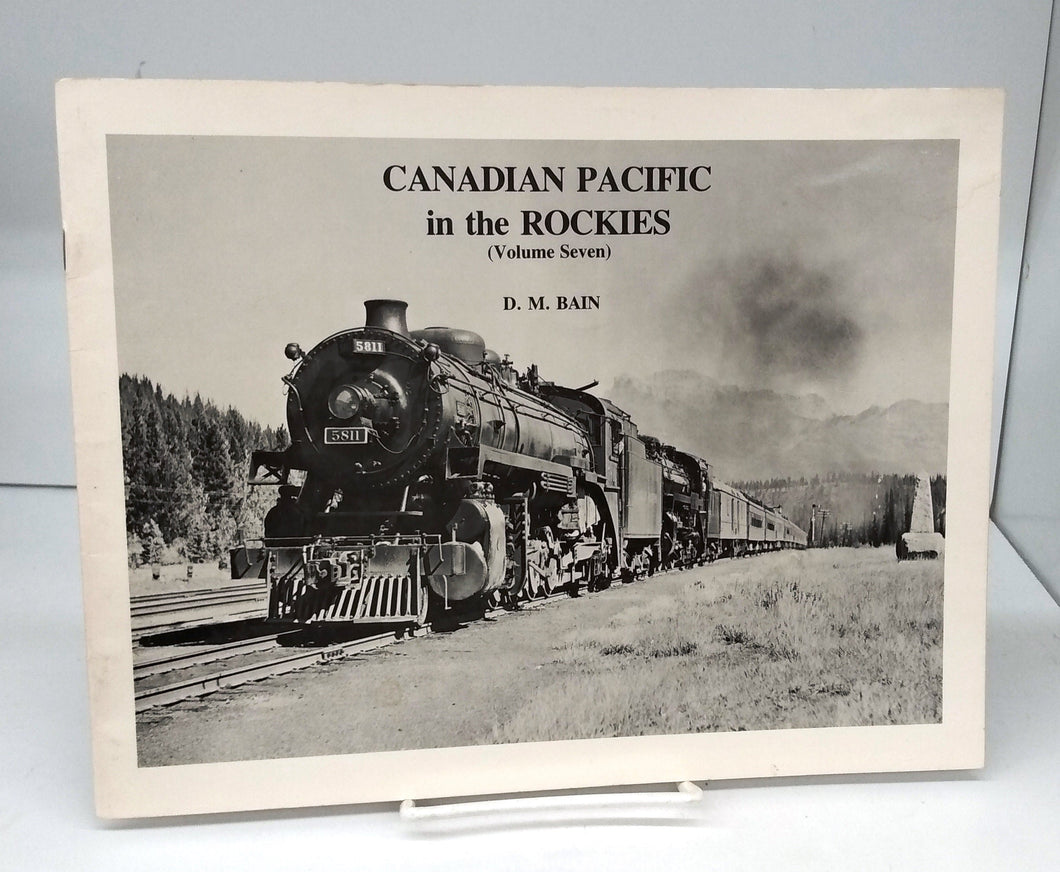 CANADIAN PACIFIC
in the ROCKIES
(Volume Seven)
D. M. BAIN
5811
5811